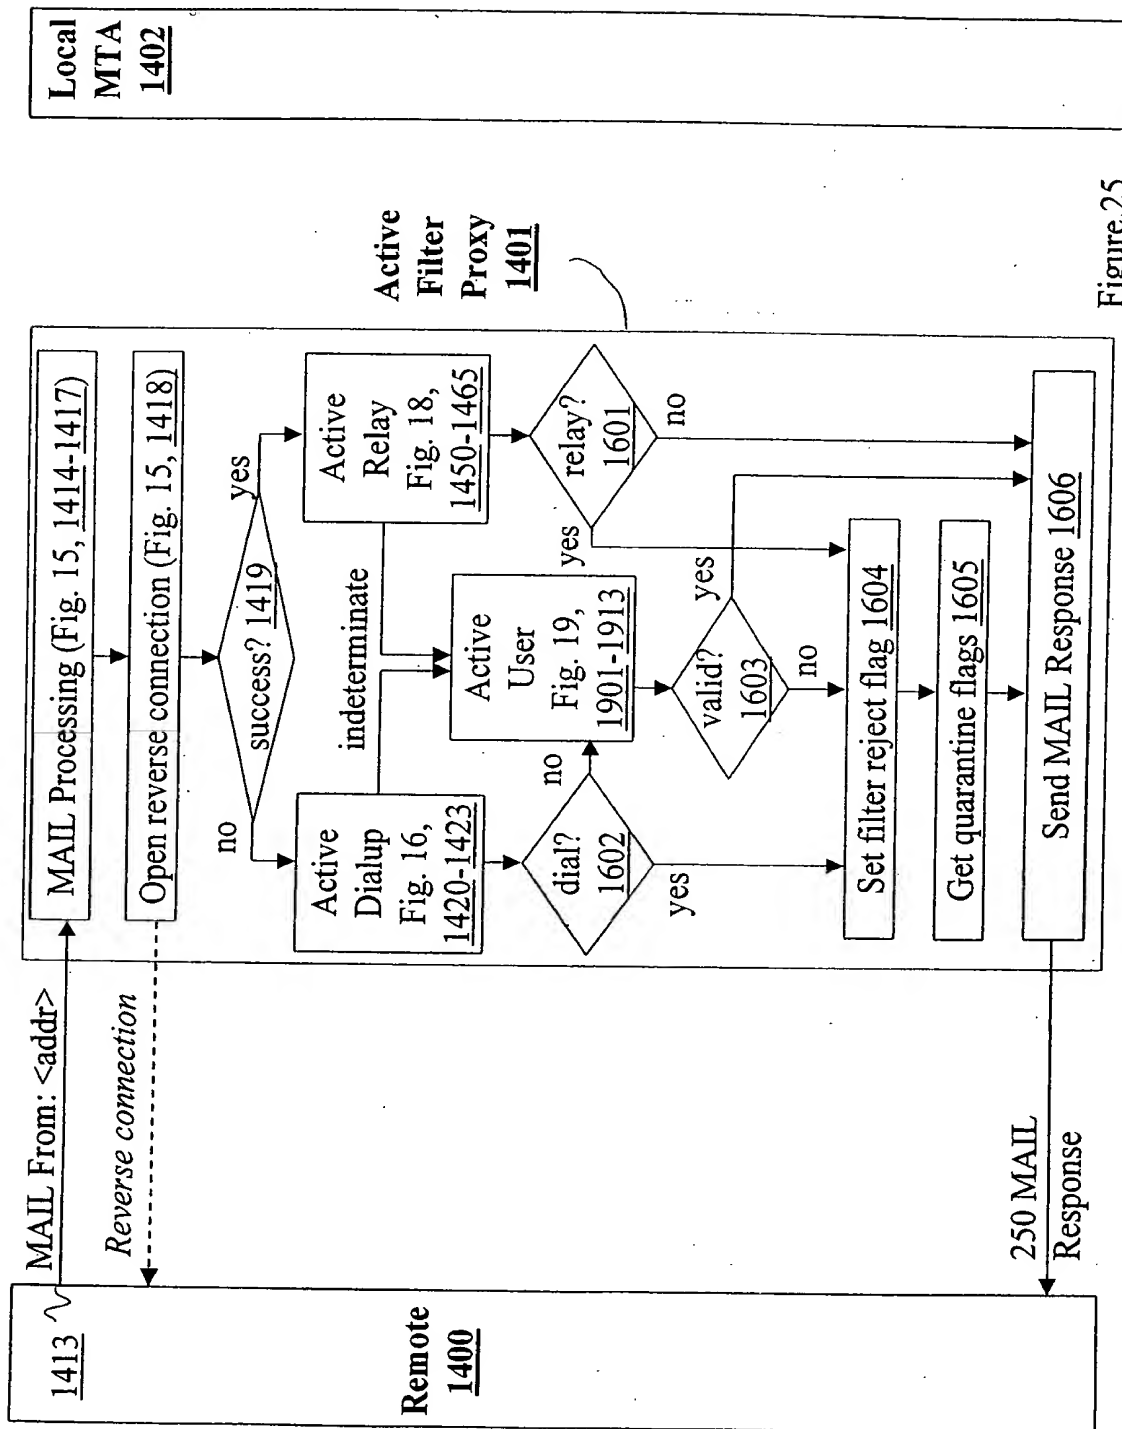 1413
Remote
1400
MAIL From: <addr>
Reverse connection
250 MAIL
Response
MAIL Processing (Fig. 15, 1414-1417)
Open reverse connection (Fig. 15, 1418)
success? 1419
no
yes
Active
Dialup
Fig. 16,
1420-1423
indeterminate
Active
Relay
Fig. 18,
1450-1465
dial?
1602
no
yes
Active
User
Fig. 19,
1901-1913
relay?
1601
yes
no
valid?
1603
yes
no
Set filter reject flag 1604
Get quarantine flags 1605
Send MAIL Response 1606
Active
Filter
Proxy
1401
Local
MTA
1402
Figure 25